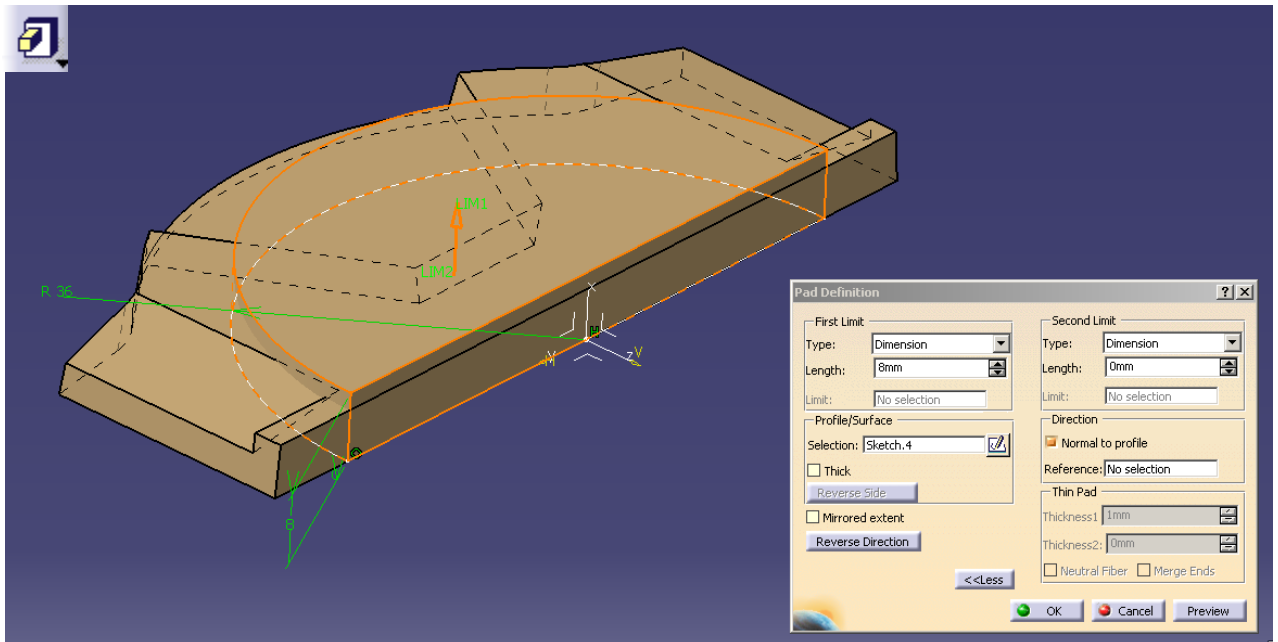 LIM1
LIM2
R 36
X
H
V
Z
8
Pad Definition
First Limit
Type: Dimension
Length: 8mm
Limit: No selection
Profile/Surface
Selection: Sketch.4
Thick
Reverse Side
Mirrored extent
Reverse Direction
<<Less
Second Limit
Type: Dimension
Length: 0mm
Limit: No selection
Direction
Normal to profile
Reference: No selection
Thin Pad
Thickness1 1mm
Thickness2: 0mm
Neutral Fiber Merge Ends
OK Cancel Preview